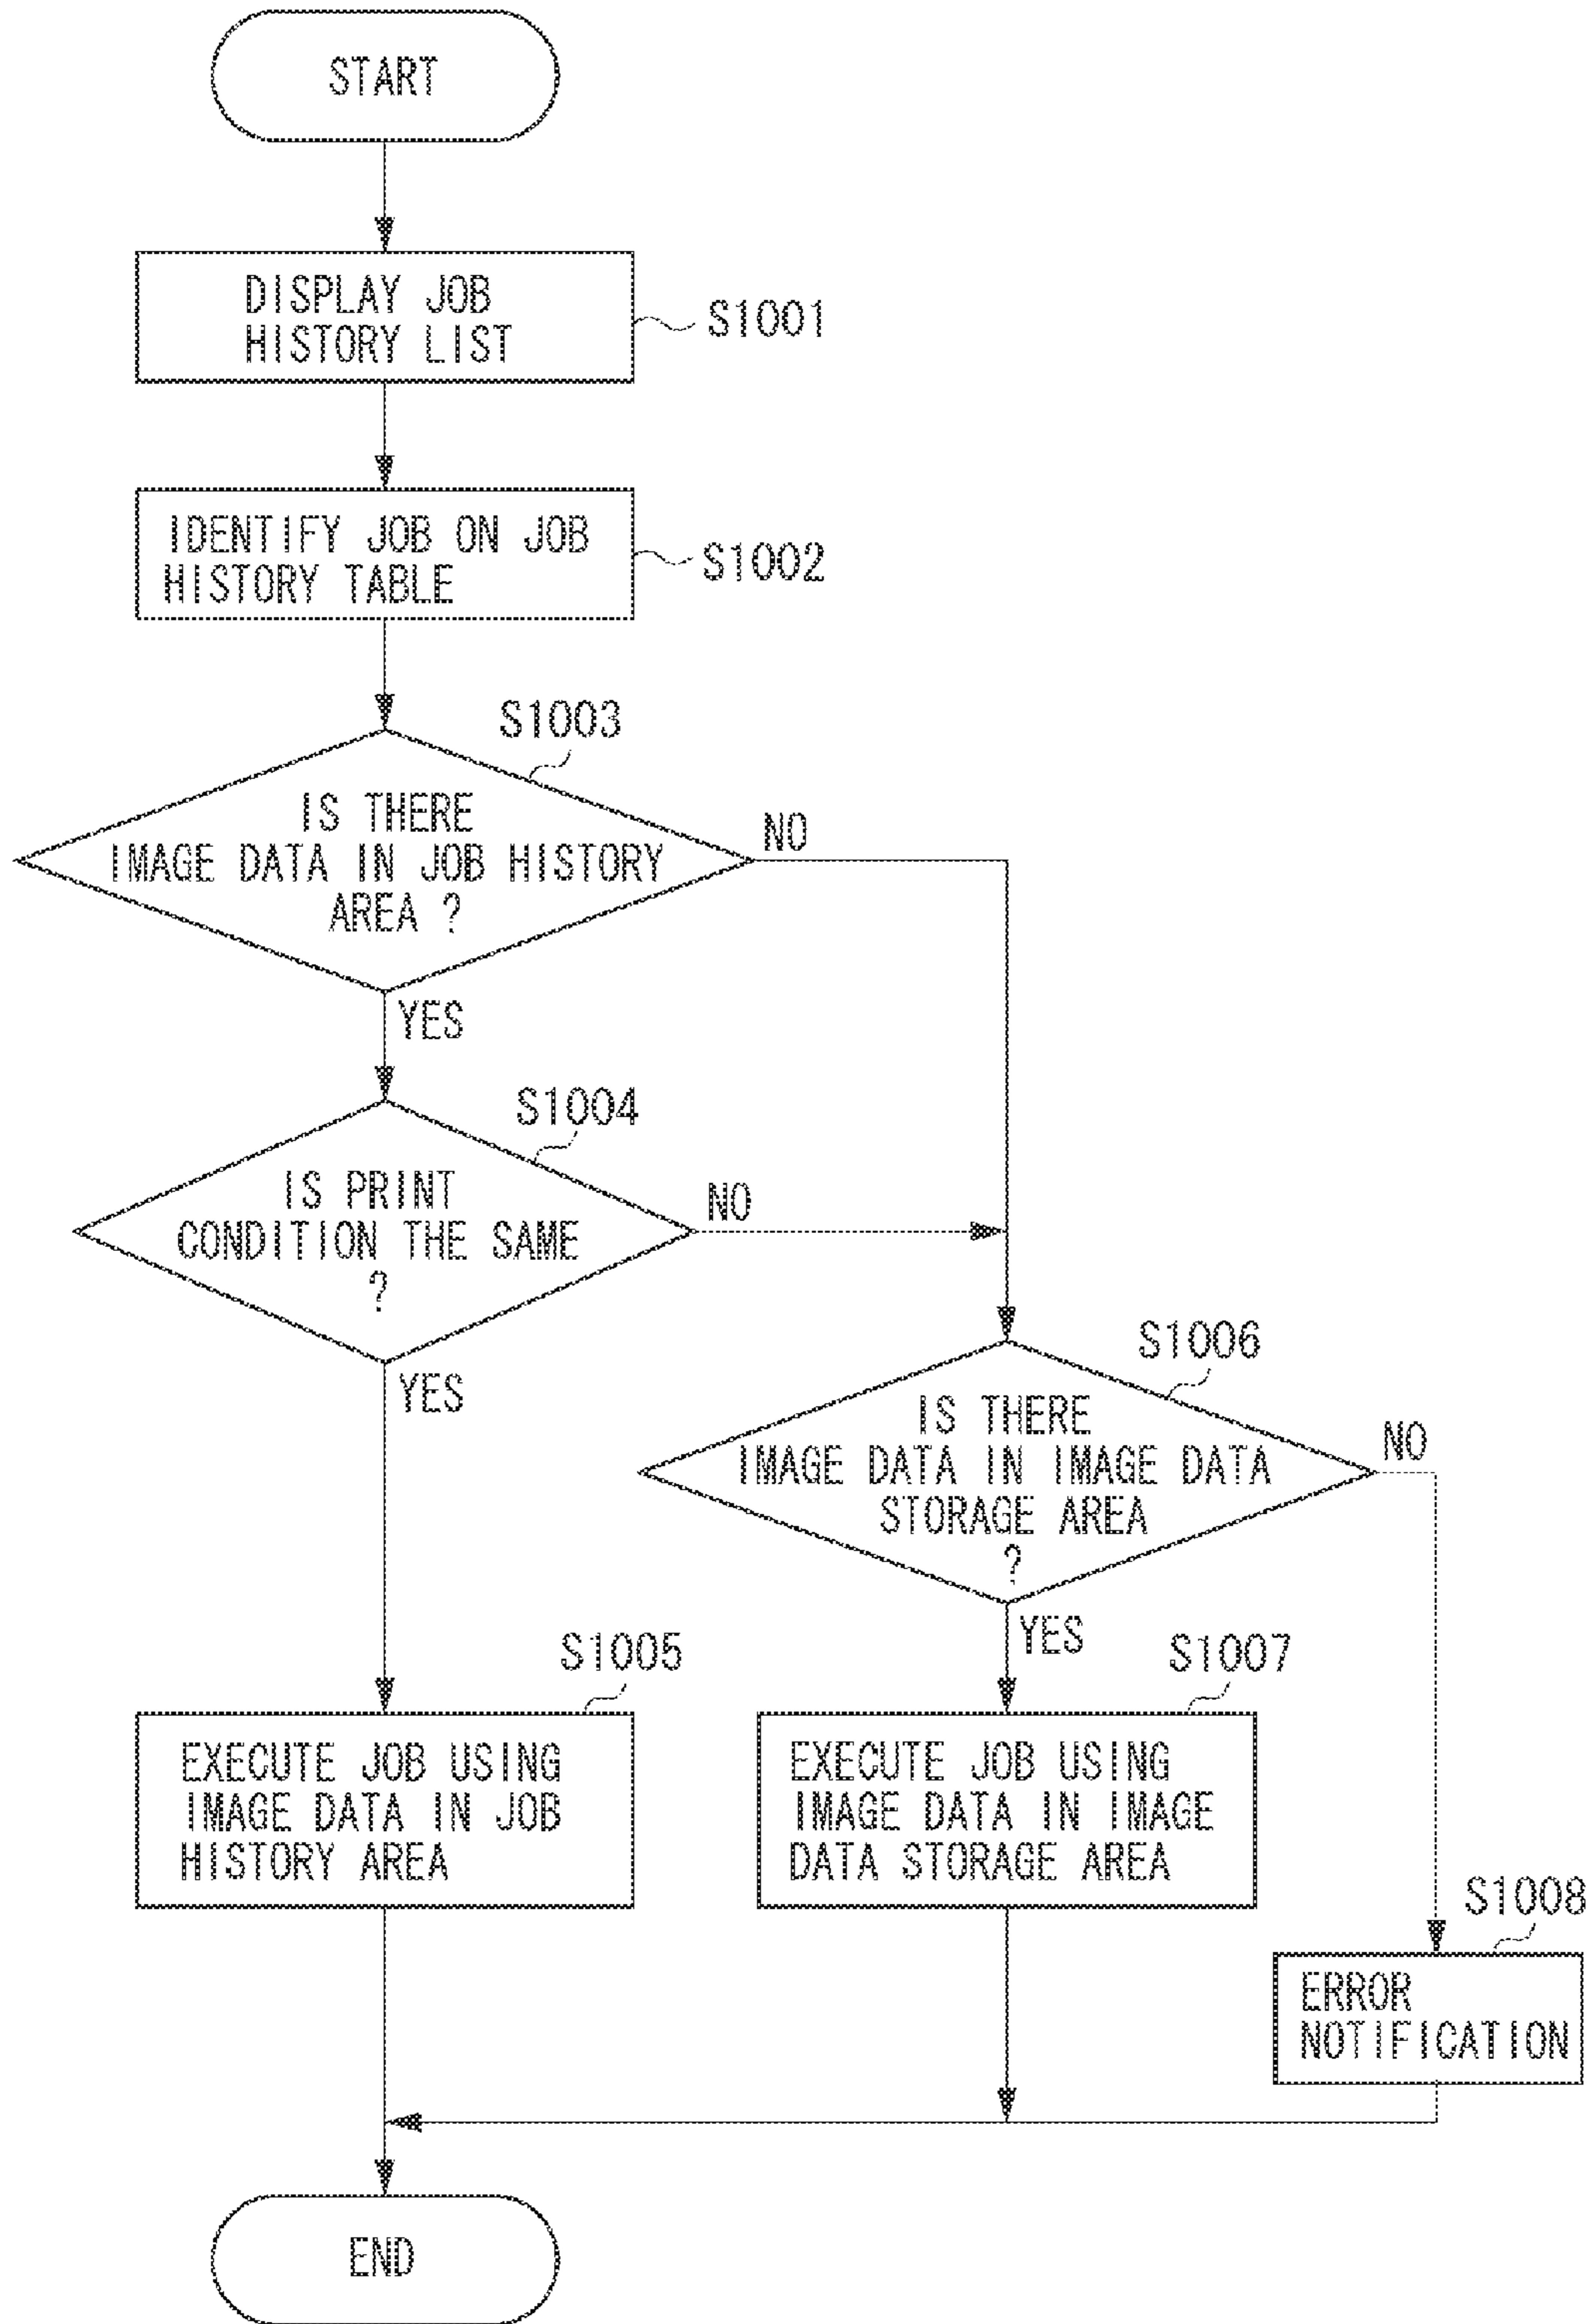 START
DISPLAY JOB
HISTORY LIST
S1001
IDENTIFY JOB ON JOB
HISTORY TABLE
S1002
S1003
IS THERE
IMAGE DATA IN JOB HISTORY
AREA ?
NO
YES
S1004
IS PRINT
CONDITION THE SAME
?
NO
YES
S1006
IS THERE
IMAGE DATA IN IMAGE DATA
STORAGE AREA
?
NO
YES
S1005
EXECUTE JOB USING
IMAGE DATA IN JOB
HISTORY AREA
S1007
EXECUTE JOB USING
IMAGE DATA IN IMAGE
DATA STORAGE AREA
S1008
ERROR
NOTIFICATION
END